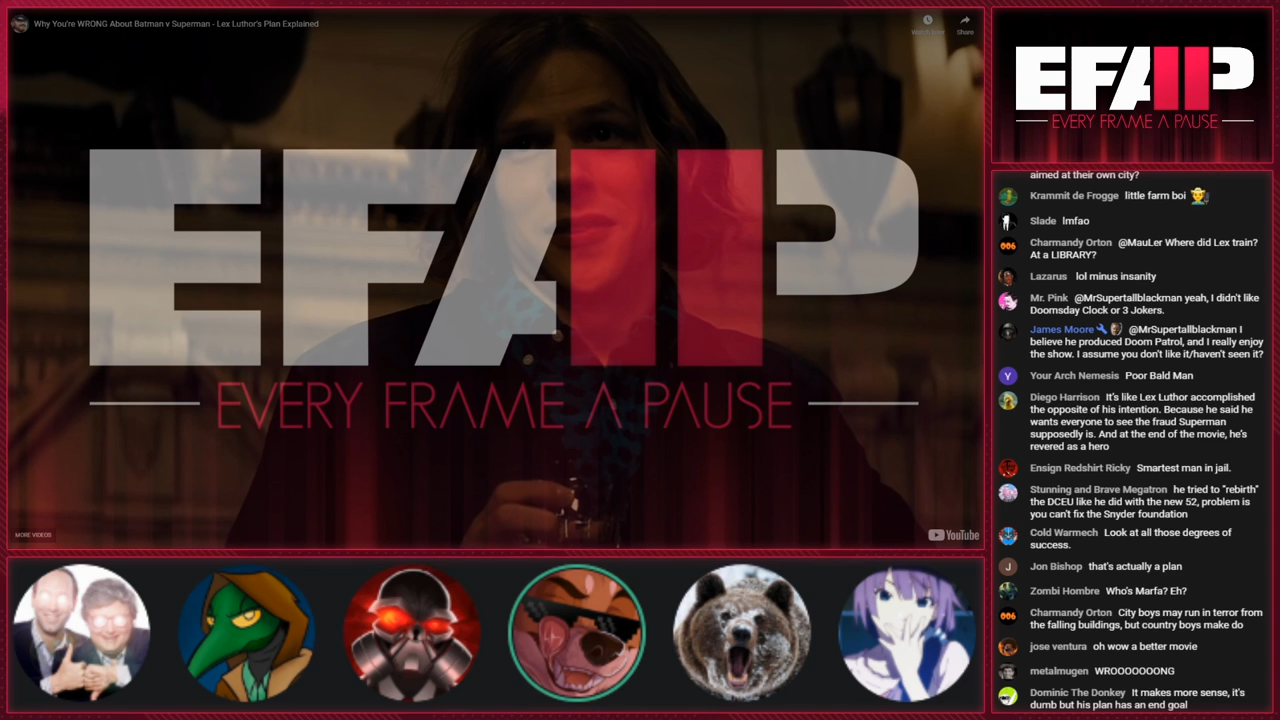 Why You're WRONG About Batman v Superman - Lex Luthor's Plan Explained
Watch later
Share
EFAP
EVERY FRAME A PAUSE
MORE VIDEOS
YouTube
EFAP
EVERY FRAME A PAUSE
aimed at their own city?
Krammit de Frogge little farm boi
Slade lmfao
Charmandy Orton @MauLer Where did Lex train?
At a LIBRARY?
Lazarus lol minus insanity
Mr. Pink @MrSupertallblackman yeah, I didn't like
Doomsday Clock or 3 Jokers.
James Moore @MrSupertallblackman I
believe he produced Doom Patrol, and I really enjoy
the show. I assume you don't like it/haven't seen it?
Y
Your Arch Nemesis Poor Bald Man
Diego Harrison It's like Lex Luthor accomplished
the opposite of his intention. Because he said he
wants everyone to see the fraud Superman
supposedly is. And at the end of the movie, he's
revered as a hero
Ensign Redshirt Ricky Smartest man in jail.
Stunning and Brave Megatron he tried to "rebirth"
the DCEU like he did with the new 52, problem is
you can't fix the Snyder foundation
Cold Warmech Look at all those degrees of
success.
J
Jon Bishop that's actually a plan
Zombi Hombre Who's Marfa? Eh?
Charmandy Orton City boys may run in terror from
the falling buildings, but country boys make do
jose ventura oh wow a better movie
metalmugen WROOOOOOONG
Dominic The Donkey It makes more sense, it's
dumb but his plan has an end goal